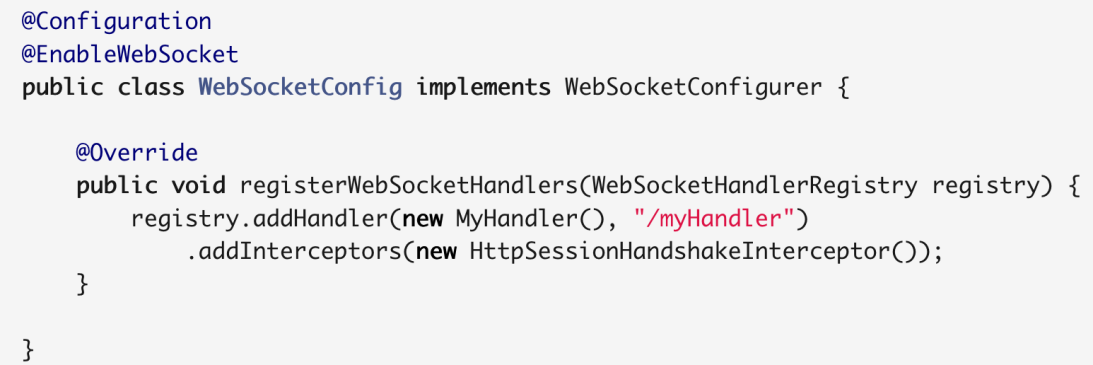 @Configuration
@EnableWebSocket
public class WebSocketConfig implements WebSocketConfigurer {
@Override
public void registerWebSocketHandlers(WebSocketHandlerRegistry registry) {
registry.addHandler(new MyHandler(), "/myHandler")
.addInterceptors(new HttpSessionHandshakeInterceptor());
}
}